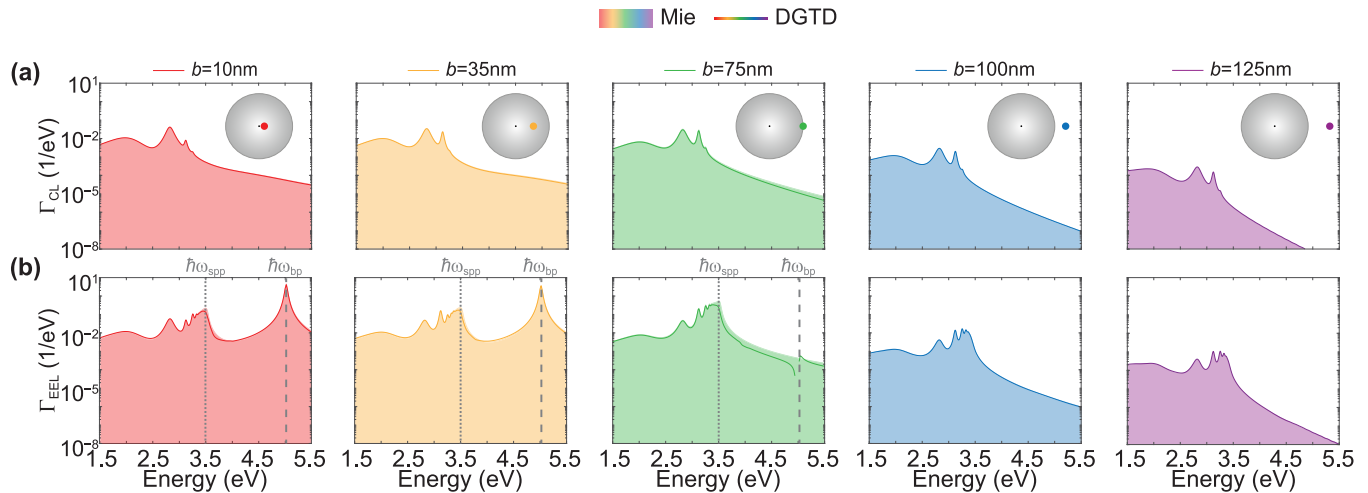 Mie DGTD
(a) b=10nm b=35nm b=75nm b=100nm b=125nm
10¹
10⁻²
10⁻⁵
10⁻⁸
Γ_CL (1/eV)
(b) ħω_spp ħω_bp ħω_spp ħω_bp ħω_spp ħω_bp
10¹
10⁻²
10⁻⁵
10⁻⁸
Γ_EEL (1/eV)
1.5 2.5 3.5 4.5 5.5 1.5 2.5 3.5 4.5 5.5 1.5 2.5 3.5 4.5 5.5 1.5 2.5 3.5 4.5 5.5 1.5 2.5 3.5 4.5 5.5
Energy (eV) Energy (eV) Energy (eV) Energy (eV) Energy (eV)